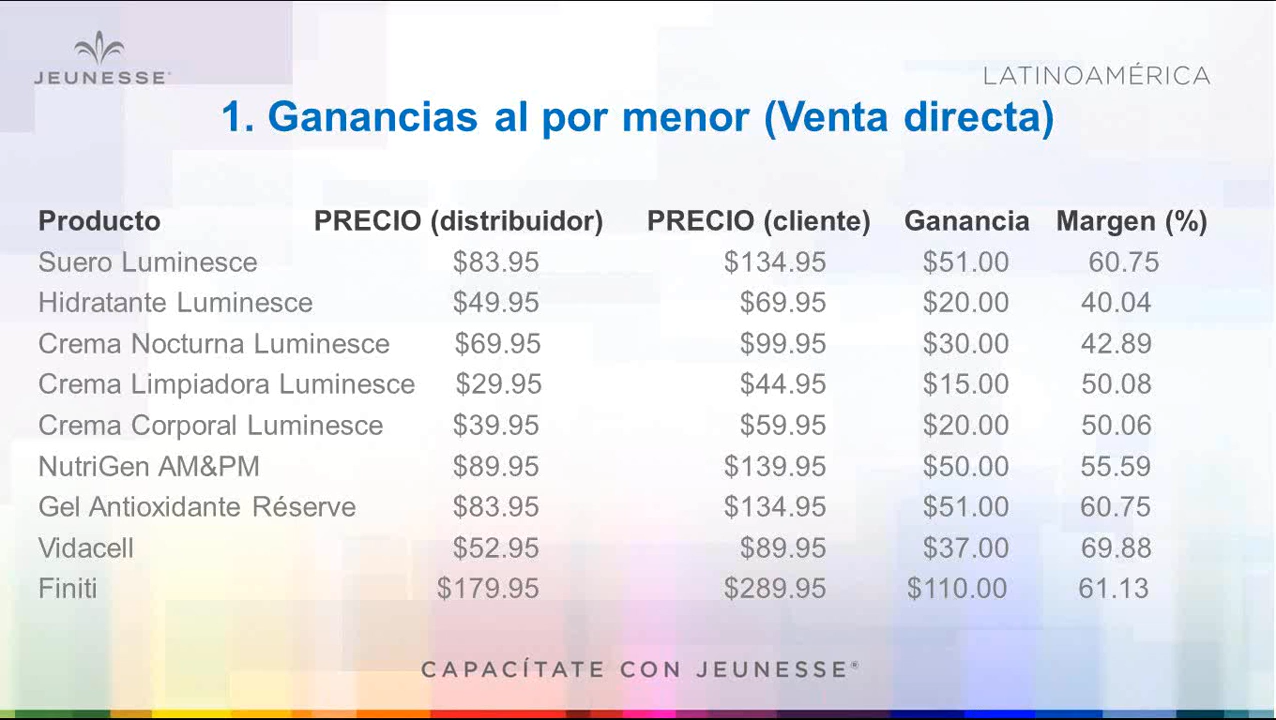 JEUNESSE
LATINOAMÉRICA
1. Ganancias al por menor (Venta directa)
Producto PRECIO (distribuidor) PRECIO (cliente) Ganancia Margen (%)
Suero Luminesce $83.95 $134.95 $51.00 60.75
Hidratante Luminesce $49.95 $69.95 $20.00 40.04
Crema Nocturna Luminesce $69.95 $99.95 $30.00 42.89
Crema Limpiadora Luminesce $29.95 $44.95 $15.00 50.08
Crema Corporal Luminesce $39.95 $59.95 $20.00 50.06
NutriGen AM&PM $89.95 $139.95 $50.00 55.59
Gel Antioxidante Réserve $83.95 $134.95 $51.00 60.75
Vidacell $52.95 $89.95 $37.00 69.88
Finiti $179.95 $289.95 $110.00 61.13
CAPACÍTATE CON JEUNESSE®